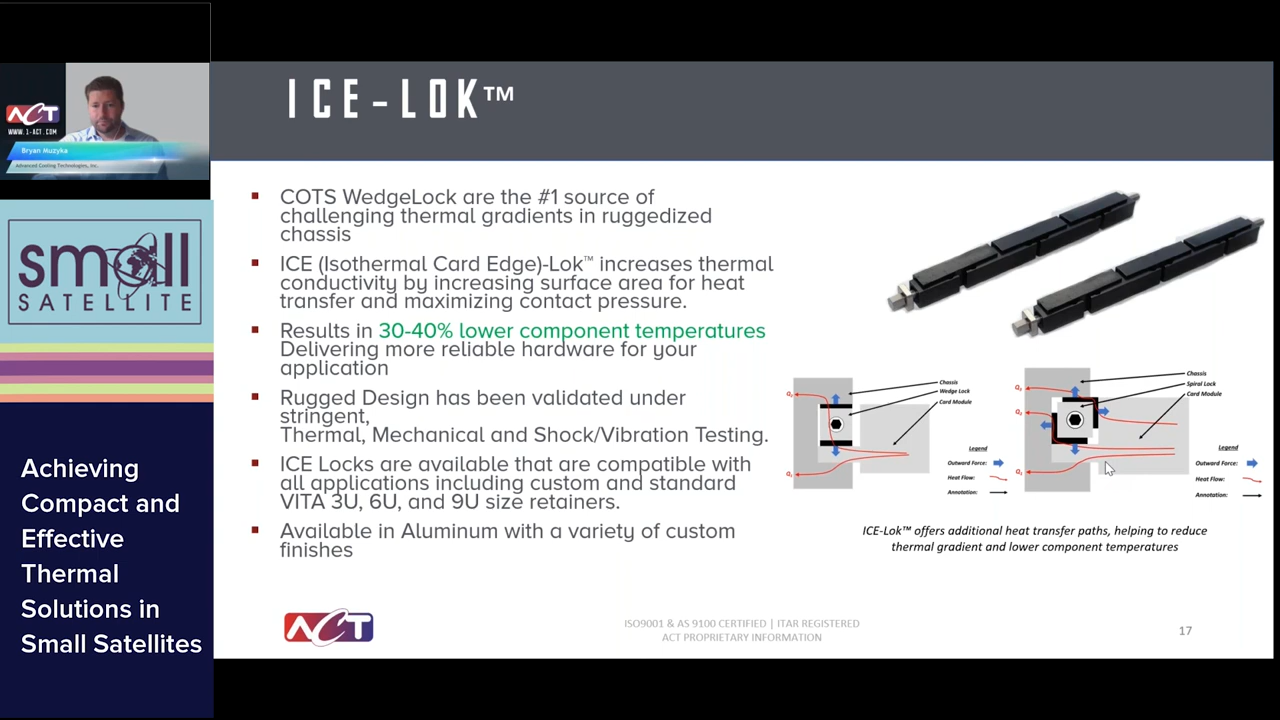 ICE-LOK™
ACT
WWW.1-ACT.COM
Bryan Muzyka
Advanced Cooling Technologies, Inc.
small
SATELLITE
Achieving
Compact and
Effective
Thermal
Solutions in
Small Satellites
COTS WedgeLock are the #1 source of
challenging thermal gradients in ruggedized
chassis
ICE (Isothermal Card Edge)-Lok™ increases thermal
conductivity by increasing surface area for heat
transfer and maximizing contact pressure.
Results in 30-40% lower component temperatures
Delivering more reliable hardware for your
application
Rugged Design has been validated under
stringent,
Thermal, Mechanical and Shock/Vibration Testing.
ICE Locks are available that are compatible with
all applications including custom and standard
VITA 3U, 6U, and 9U size retainers.
Available in Aluminum with a variety of custom
finishes
Chassis
Wedge Lock
Card Module
Legend
Outward Force:
Heat Flow:
Annotation:
Chassis
Spiral Lock
Card Module
Legend
Outward Force:
Heat Flow:
Annotation:
ICE-Lok™ offers additional heat transfer paths, helping to reduce
thermal gradient and lower component temperatures
ACT
ISO9001 & AS 9100 CERTIFIED | ITAR REGISTERED
ACT PROPRIETARY INFORMATION
17